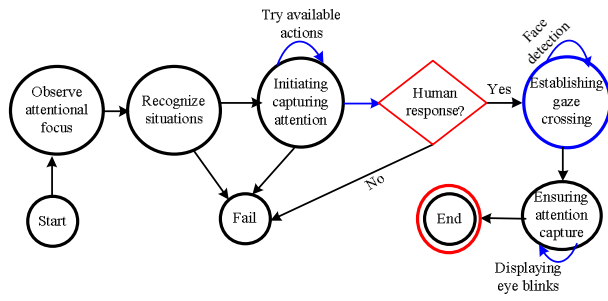 Try available
actions
Face
detection
Observe
attentional
focus
Recognize
situations
Initiating
capturing
attention
Human
response?
Yes
Establishing
gaze
crossing
No
Start
Fail
End
Ensuring
attention
capture
Displaying
eye blinks